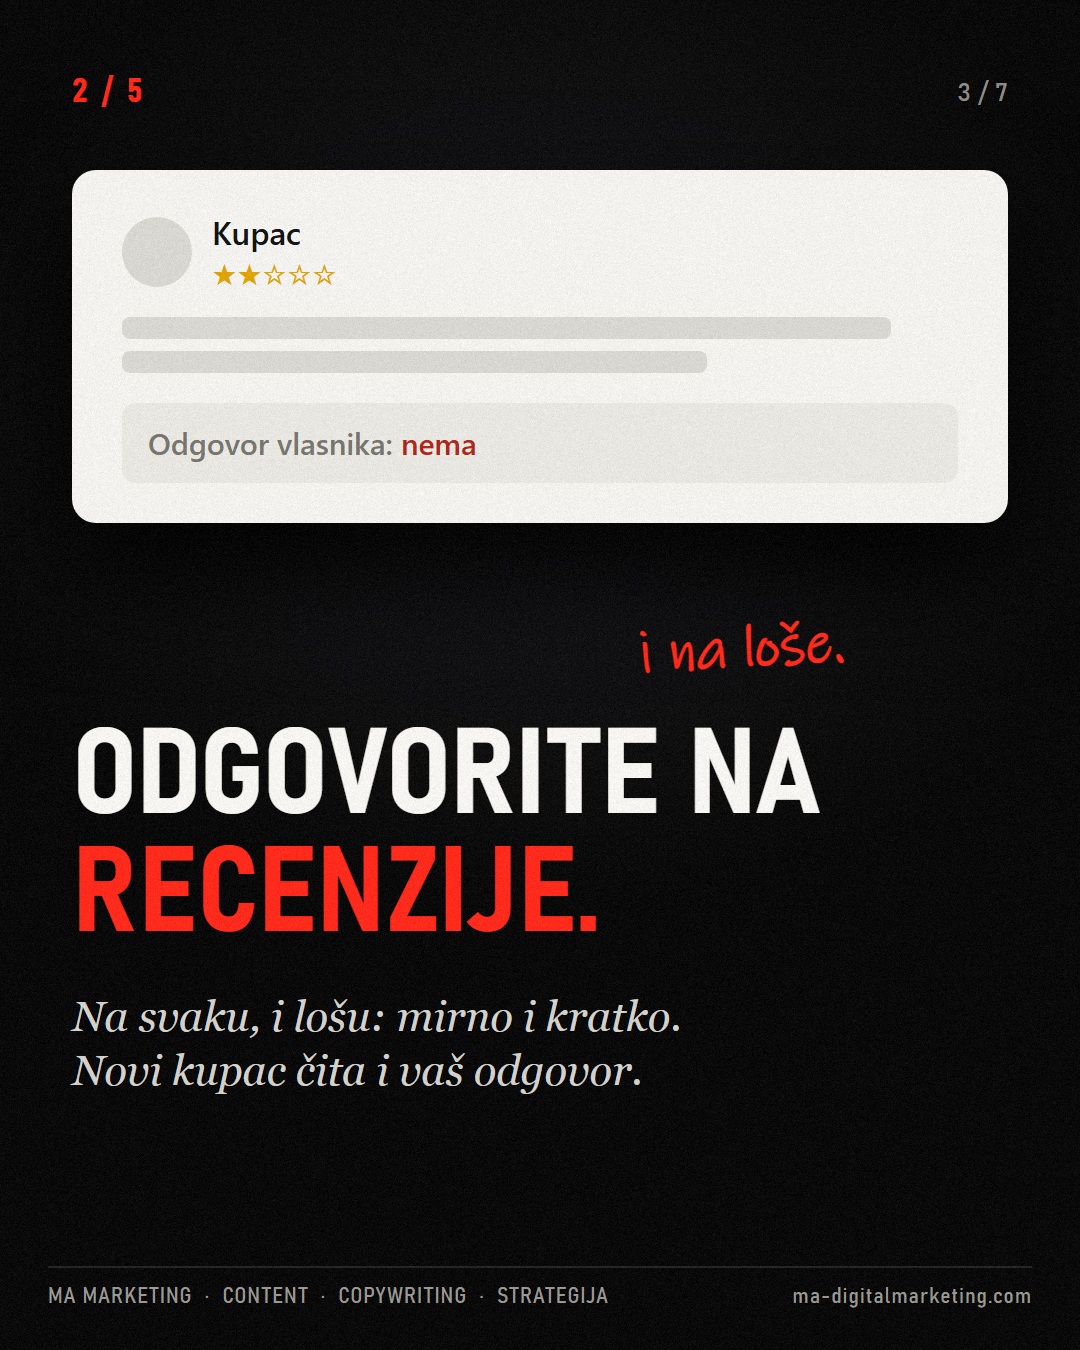 2 / 5
3 / 7
Kupac
★★☆☆☆
Odgovor vlasnika: nema
i na loše.
ODGOVORITE NA
RECENZIJE.
Na svaku, i lošu: mirno i kratko.
Novi kupac čita i vaš odgovor.
MA MARKETING · CONTENT · COPYWRITING · STRATEGIJA
ma-digitalmarketing.com